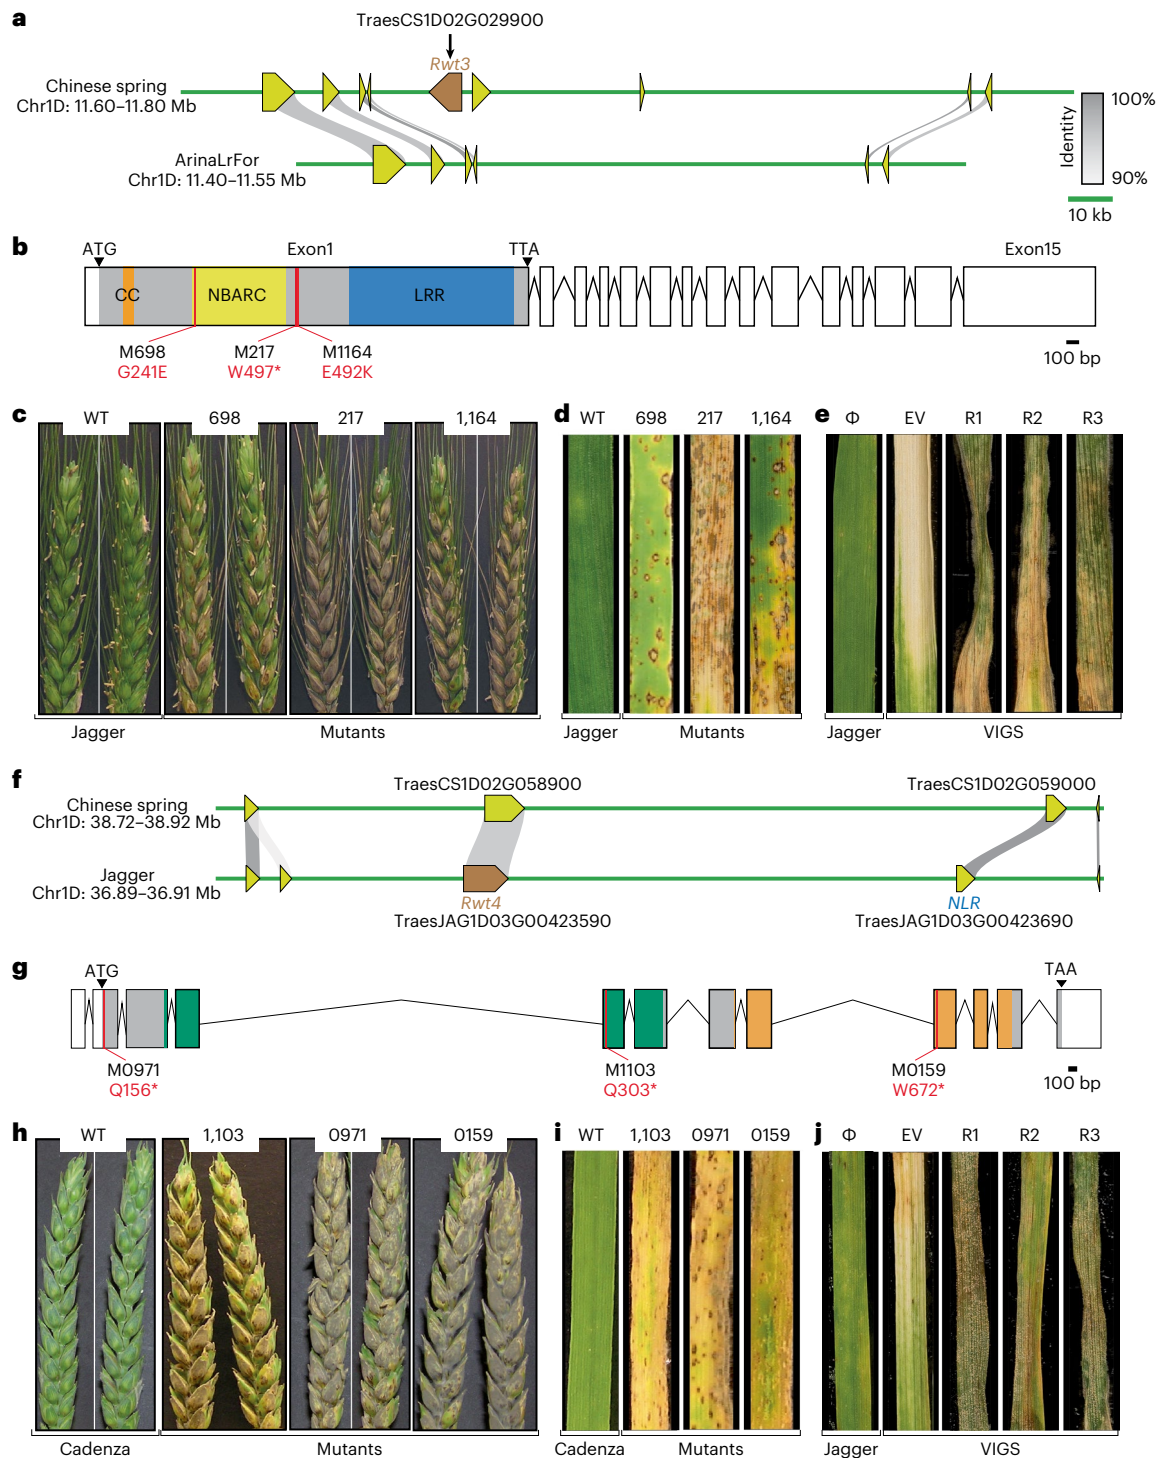 a
TraesCS1D02G029900
Rwt3
Chinese spring
Chr1D: 11.60–11.80 Mb
ArinaLrFor
Chr1D: 11.40–11.55 Mb
Identity
100%
90%
10 kb
b
ATG
Exon1
TTA
Exon15
CC
NBARC
LRR
M698
G241E
M217
W497*
M1164
E492K
100 bp
c
WT
698
217
1,164
Jagger
Mutants
d
WT
698
217
1,164
Jagger
Mutants
e
Φ
EV
R1
R2
R3
Jagger
VIGS
f
TraesCS1D02G058900
TraesCS1D02G059000
Chinese spring
Chr1D: 38.72–38.92 Mb
Jagger
Chr1D: 36.89–36.91 Mb
Rwt4
NLR
TraesJAG1D03G00423590
TraesJAG1D03G00423690
g
ATG
TAA
M0971
Q156*
M1103
Q303*
M0159
W672*
100 bp
h
WT
1,103
0971
0159
Cadenza
Mutants
i
WT
1,103
0971
0159
Cadenza
Mutants
j
Φ
EV
R1
R2
R3
Jagger
VIGS